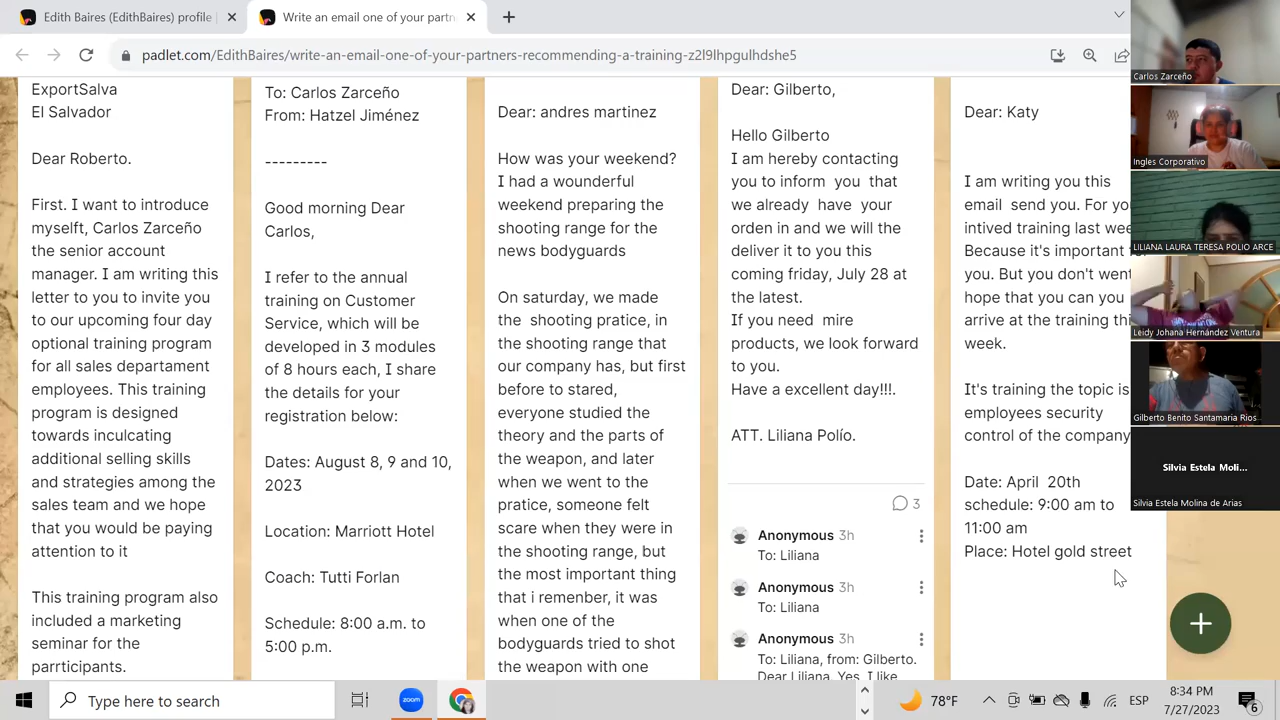 Edith Baires (EdithBaires) profile
Write an email one of your partn
padlet.com/EdithBaires/write-an-email-one-of-your-partners-recommending-a-training-z2l9lhpgulhdshe5
ExportSalva
El Salvador
Dear Roberto.
First. I want to introduce
myselft, Carlos Zarceño
the senior account
manager. I am writing this
letter to you to invite you
to our upcoming four day
optional training program
for all sales departament
employees. This training
program is designed
towards inculcating
additional selling skills
and strategies among the
sales team and we hope
that you would be paying
attention to it
This training program also
included a marketing
seminar for the
parrticipants.
To: Carlos Zarceño
From: Hatzel Jiménez
---------
Good morning Dear
Carlos,
I refer to the annual
training on Customer
Service, which will be
developed in 3 modules
of 8 hours each, I share
the details for your
registration below:
Dates: August 8, 9 and 10,
2023
Location: Marriott Hotel
Coach: Tutti Forlan
Schedule: 8:00 a.m. to
5:00 p.m.
Dear: andres martinez
How was your weekend?
I had a wounderful
weekend preparing the
shooting range for the
news bodyguards
On saturday, we made
the shooting pratice, in
the shooting range that
our company has, but first
before to stared,
everyone studied the
theory and the parts of
the weapon, and later
when we went to the
pratice, someone felt
scare when they were in
the shooting range, but
the most important thing
that i remenber, it was
when one of the
bodyguards tried to shot
the weapon with one
Dear: Gilberto,
Hello Gilberto
I am hereby contacting
you to inform you that
we already have your
orden in and we will the
deliver it to you this
coming friday, July 28 at
the latest.
If you need mire
products, we look forward
to you.
Have a excellent day!!!.
ATT. Liliana Polío.
3
Anonymous 3h
To: Liliana
Anonymous 3h
To: Liliana
Anonymous 3h
To: Liliana, from: Gilberto.
Dear Liliana, Yes, I like
Dear: Katy
I am writing you this
email send you. For you
intived training last wee
Because it's important for
you. But you don't went
hope that you can you
arrive at the training thi
week.
It's training the topic is
employees security
control of the company
Date: April 20th
schedule: 9:00 am to
11:00 am
Place: Hotel gold street
Carlos Zarceño
Ingles Corporativo
LILIANA LAURA TERESA POLIO ARCE
Leidy Johana Hernández Ventura
Gilberto Benito Santamaria Rios
Silvia Estela Moli...
Silvia Estela Molina de Arias
Type here to search
zoom
78°F
ESP
8:34 PM
7/27/2023
6